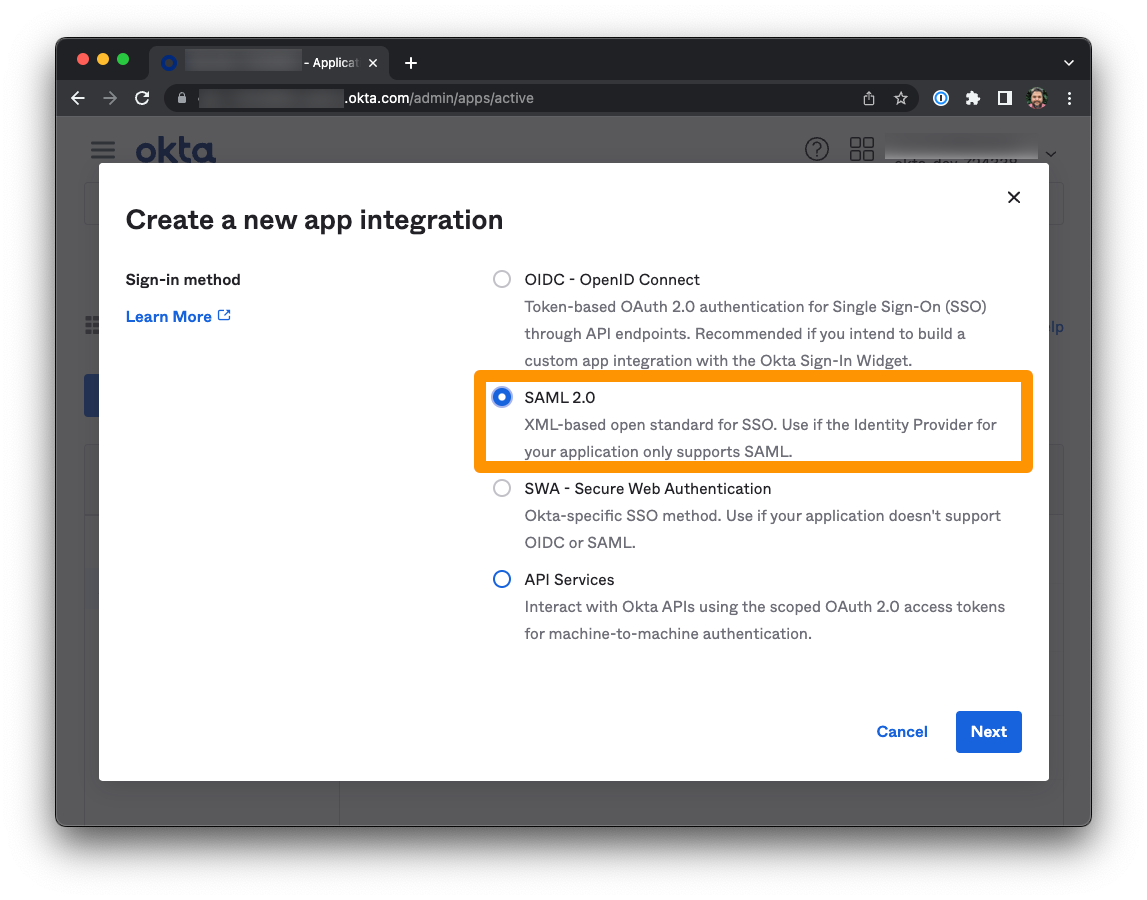 - Applicat
.okta.com/admin/apps/active
okta
Create a new app integration
Sign-in method
Learn More
OIDC - OpenID Connect
Token-based OAuth 2.0 authentication for Single Sign-On (SSO)
through API endpoints. Recommended if you intend to build a
custom app integration with the Okta Sign-In Widget.
elp
SAML 2.0
XML-based open standard for SSO. Use if the Identity Provider for
your application only supports SAML.
SWA - Secure Web Authentication
Okta-specific SSO method. Use if your application doesn't support
OIDC or SAML.
API Services
Interact with Okta APIs using the scoped OAuth 2.0 access tokens
for machine-to-machine authentication.
Cancel
Next